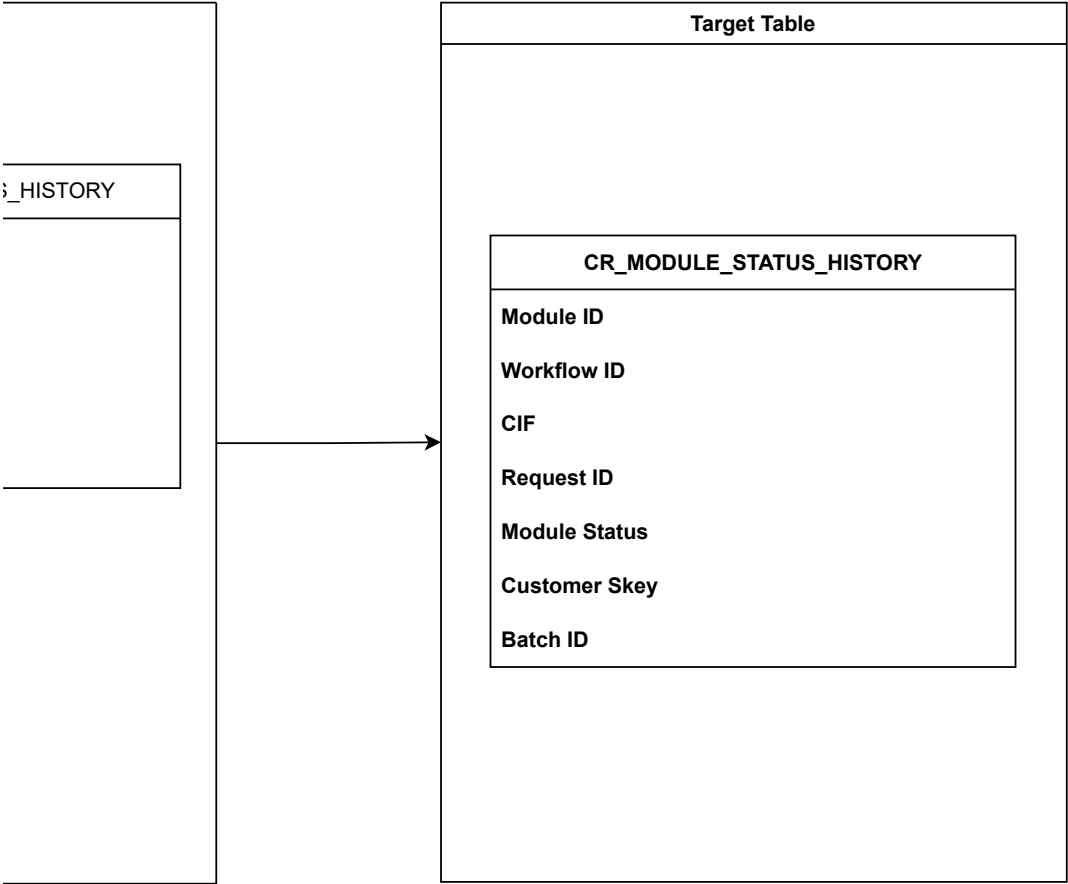 Target Table
S_HISTORY
CR_MODULE_STATUS_HISTORY
Module ID
Workflow ID
CIF
Request ID
Module Status
Customer Skey
Batch ID